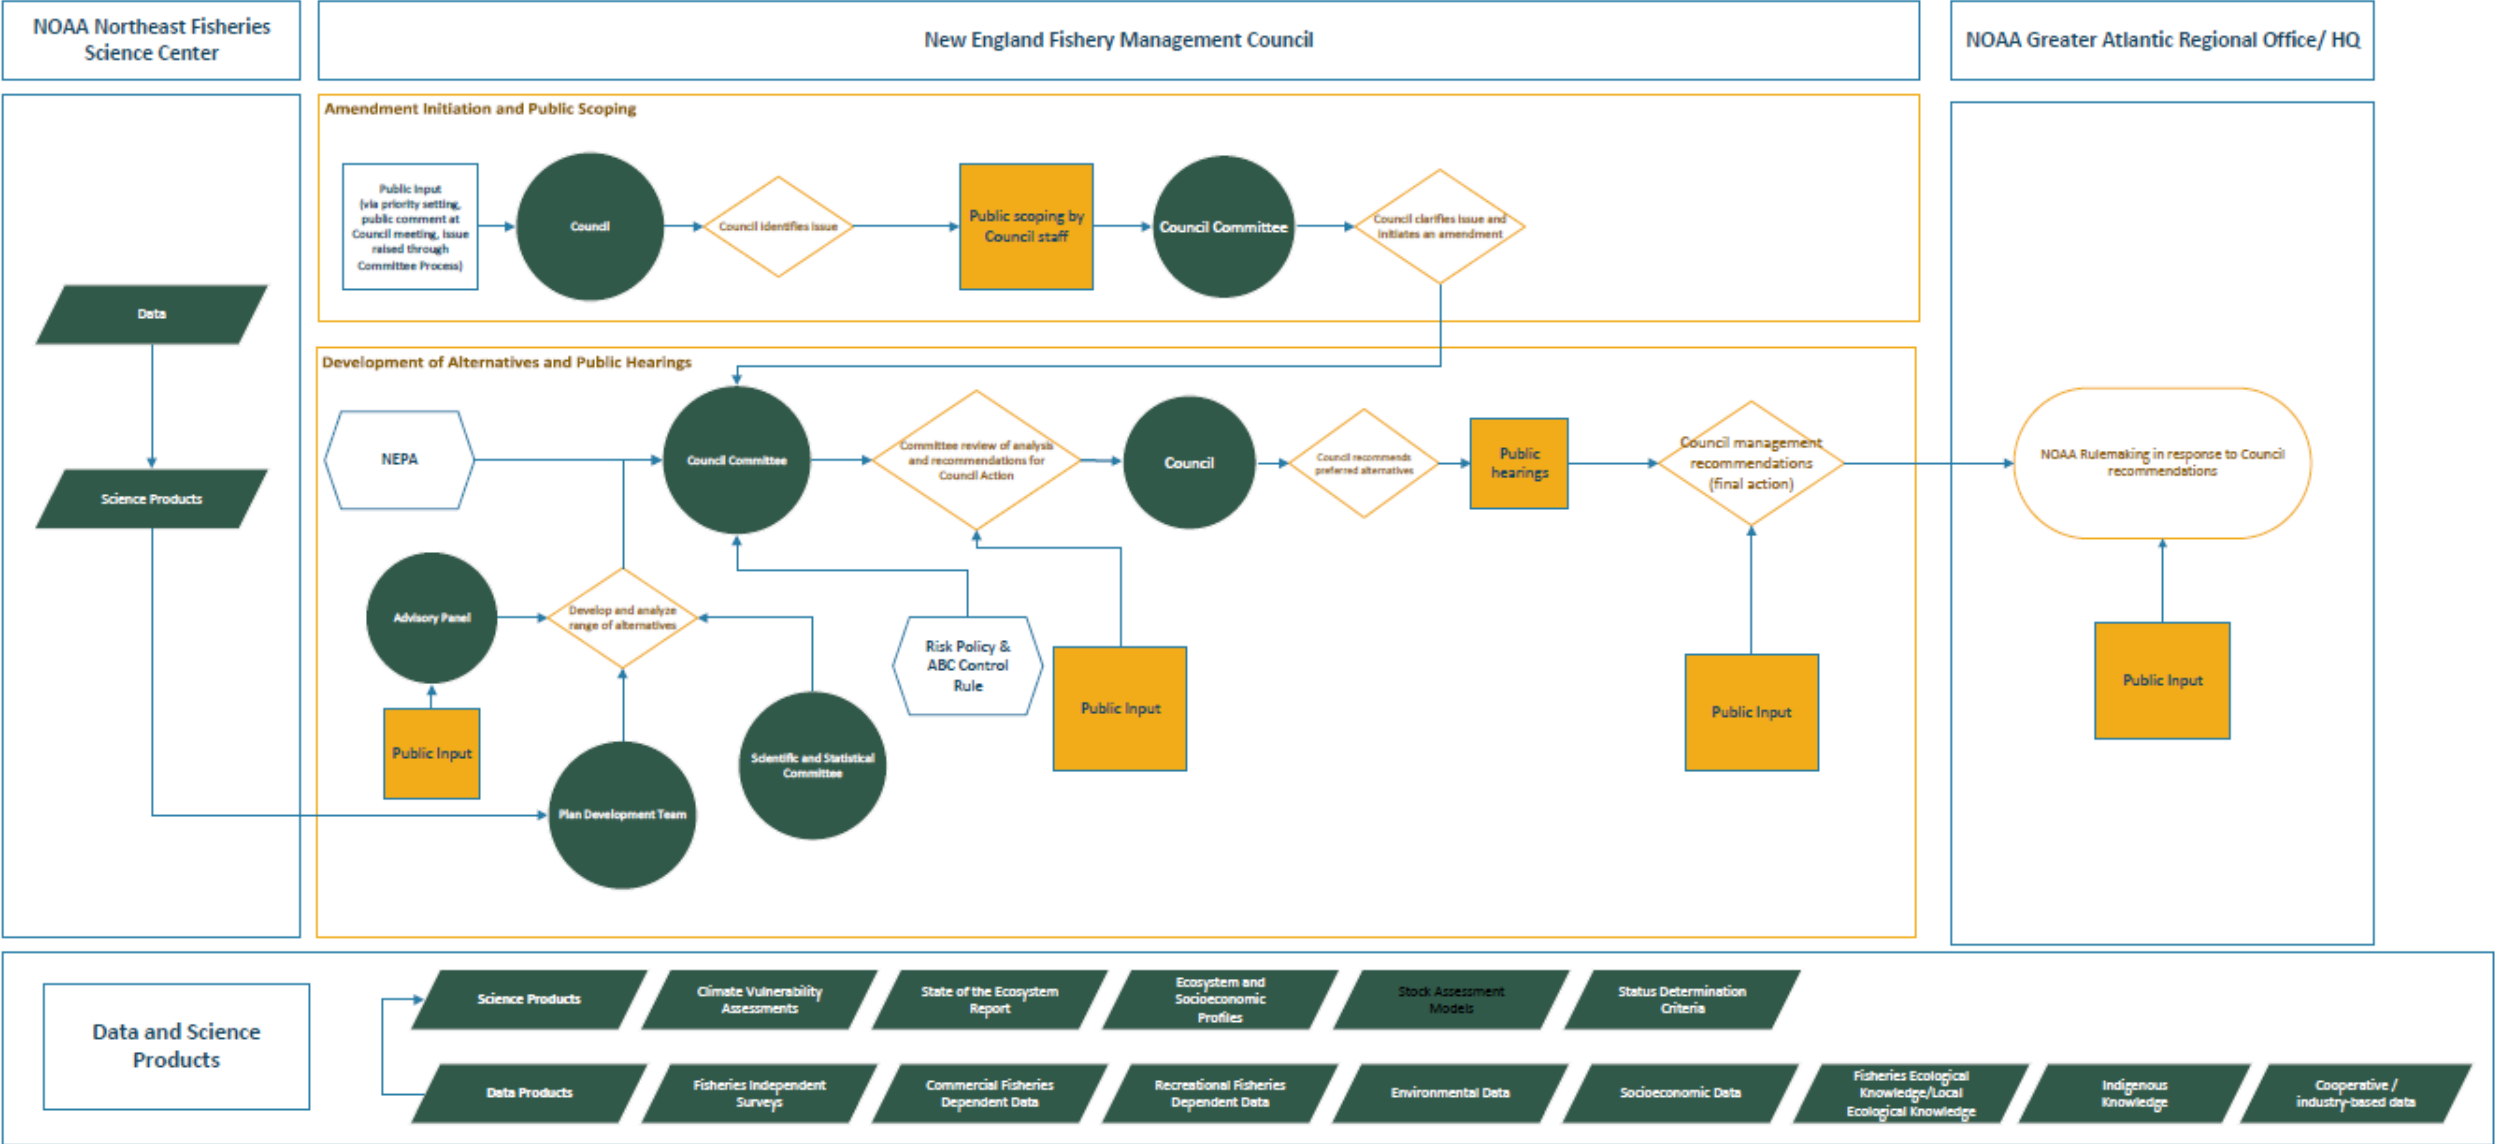 NOAA Northeast Fisheries
Science Center
New England Fishery Management Council
NOAA Greater Atlantic Regional Office/ HQ
Amendment Initiation and Public Scoping
Public Input
(via priority setting,
public comment at
Council meeting, issue
raised through
Committee Process)
Council
Council identifies issue
Public scoping by
Council staff
Council Committee
Council clarifies issue and
initiates an amendment
Data
Science Products
Development of Alternatives and Public Hearings
NEPA
Council Committee
Committee review of analysis
and recommendations for
Council Action
Council
Council recommends
preferred alternatives
Public
hearings
Council management
recommendations
(final action)
NOAA Rulemaking in response to Council
recommendations
Advisory Panel
Develop and analyze
range of alternatives
Risk Policy &
ABC Control
Rule
Public Input
Public Input
Public Input
Public Input
Scientific and Statistical
Committee
Plan Development Team
Data and Science
Products
Science Products
Climate Vulnerability
Assessments
State of the Ecosystem
Report
Ecosystem and
Socioeconomic
Profiles
Stock Assessment
Models
Status Determination
Criteria
Data Products
Fisheries Independent
Surveys
Commercial Fisheries
Dependent Data
Recreational Fisheries
Dependent Data
Environmental Data
Socioeconomic Data
Fisheries Ecological
Knowledge/Local
Ecological Knowledge
Indigenous
Knowledge
Cooperative /
industry-based data